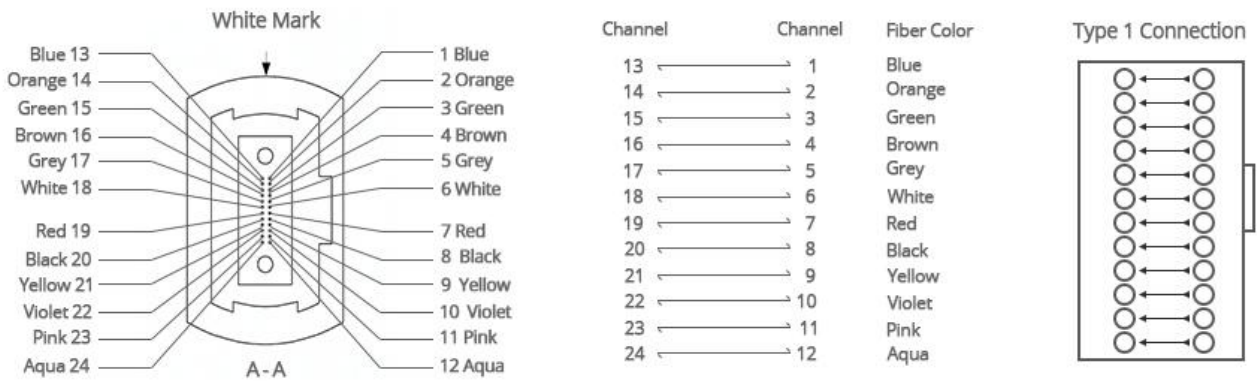 White Mark
Blue 13
Orange 14
Green 15
Brown 16
Grey 17
White 18
Red 19
Black 20
Yellow 21
Violet 22
Pink 23
Aqua 24
1 Blue
2 Orange
3 Green
4 Brown
5 Grey
6 White
7 Red
8 Black
9 Yellow
10 Violet
11 Pink
12 Aqua
A-A
Channel Channel Fiber Color
13 1 Blue
14 2 Orange
15 3 Green
16 4 Brown
17 5 Grey
18 6 White
19 7 Red
20 8 Black
21 9 Yellow
22 10 Violet
23 11 Pink
24 12 Aqua
Type 1 Connection